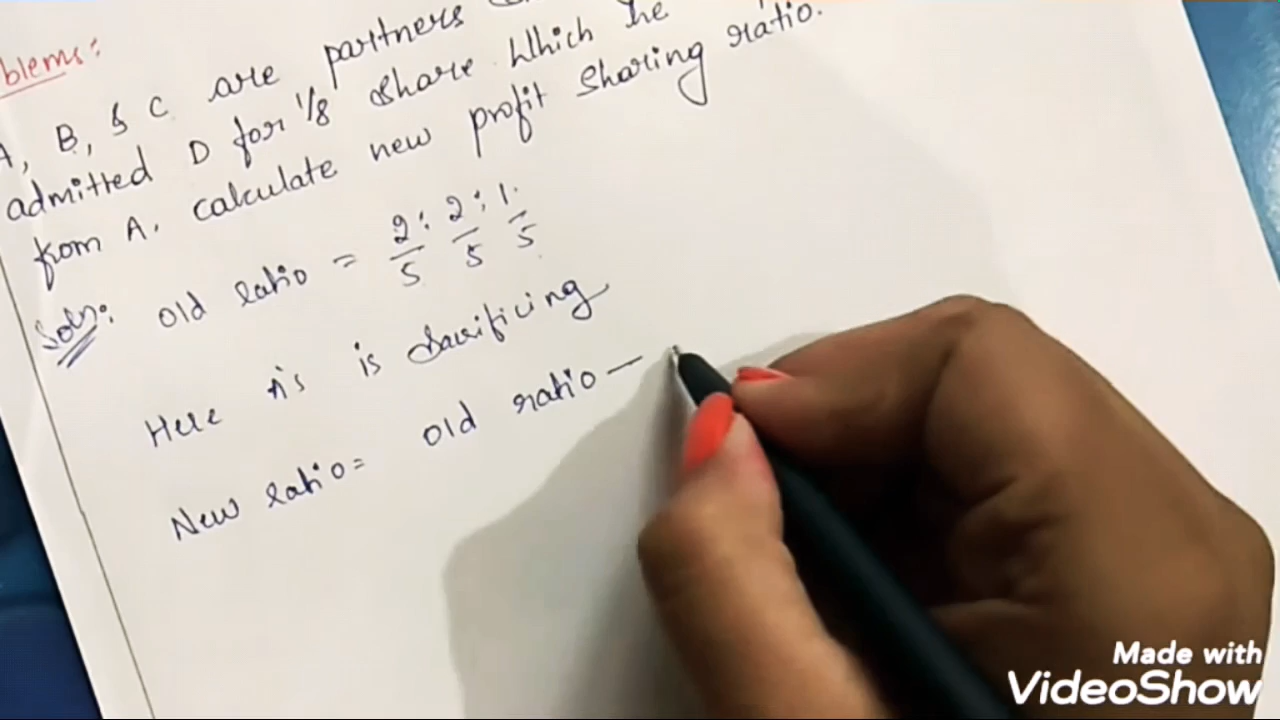 blems:
A, B, & C are partners
admitted D for 1/8 share which he
from A. calculate new profit sharing ratio.
Soln: old ratio = 2/5 : 2/5 : 1/5
Here A's is Sacrificing
New ratio = old ratio —
Made with
VideoShow